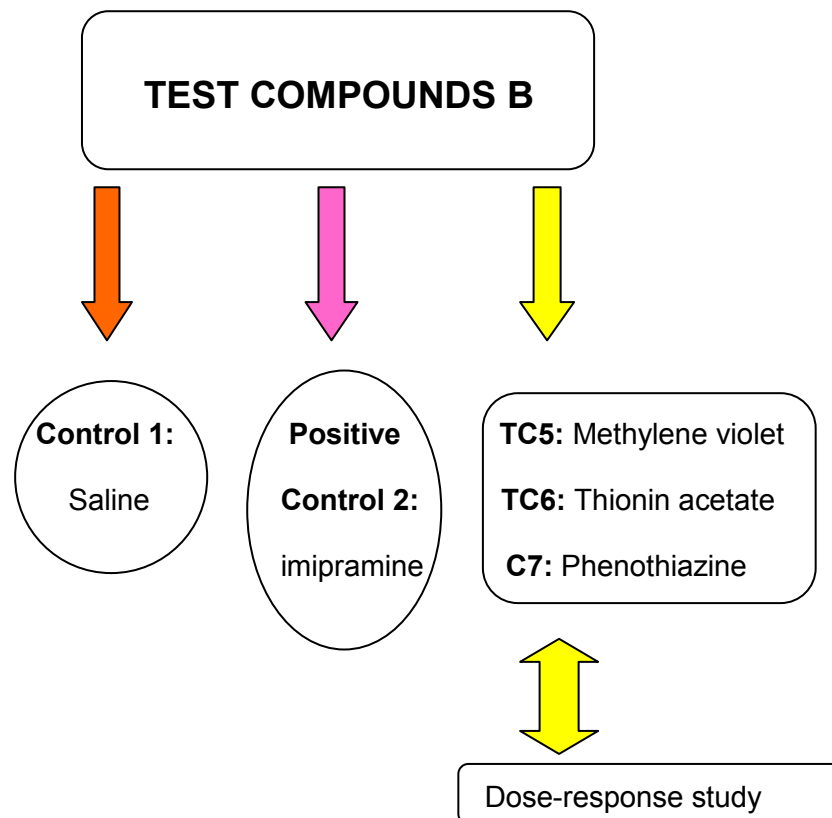 TEST COMPOUNDS B
Control 1:
Saline
Positive
Control 2:
imipramine
TC5: Methylene violet
TC6: Thionin acetate
C7: Phenothiazine
Dose-response study